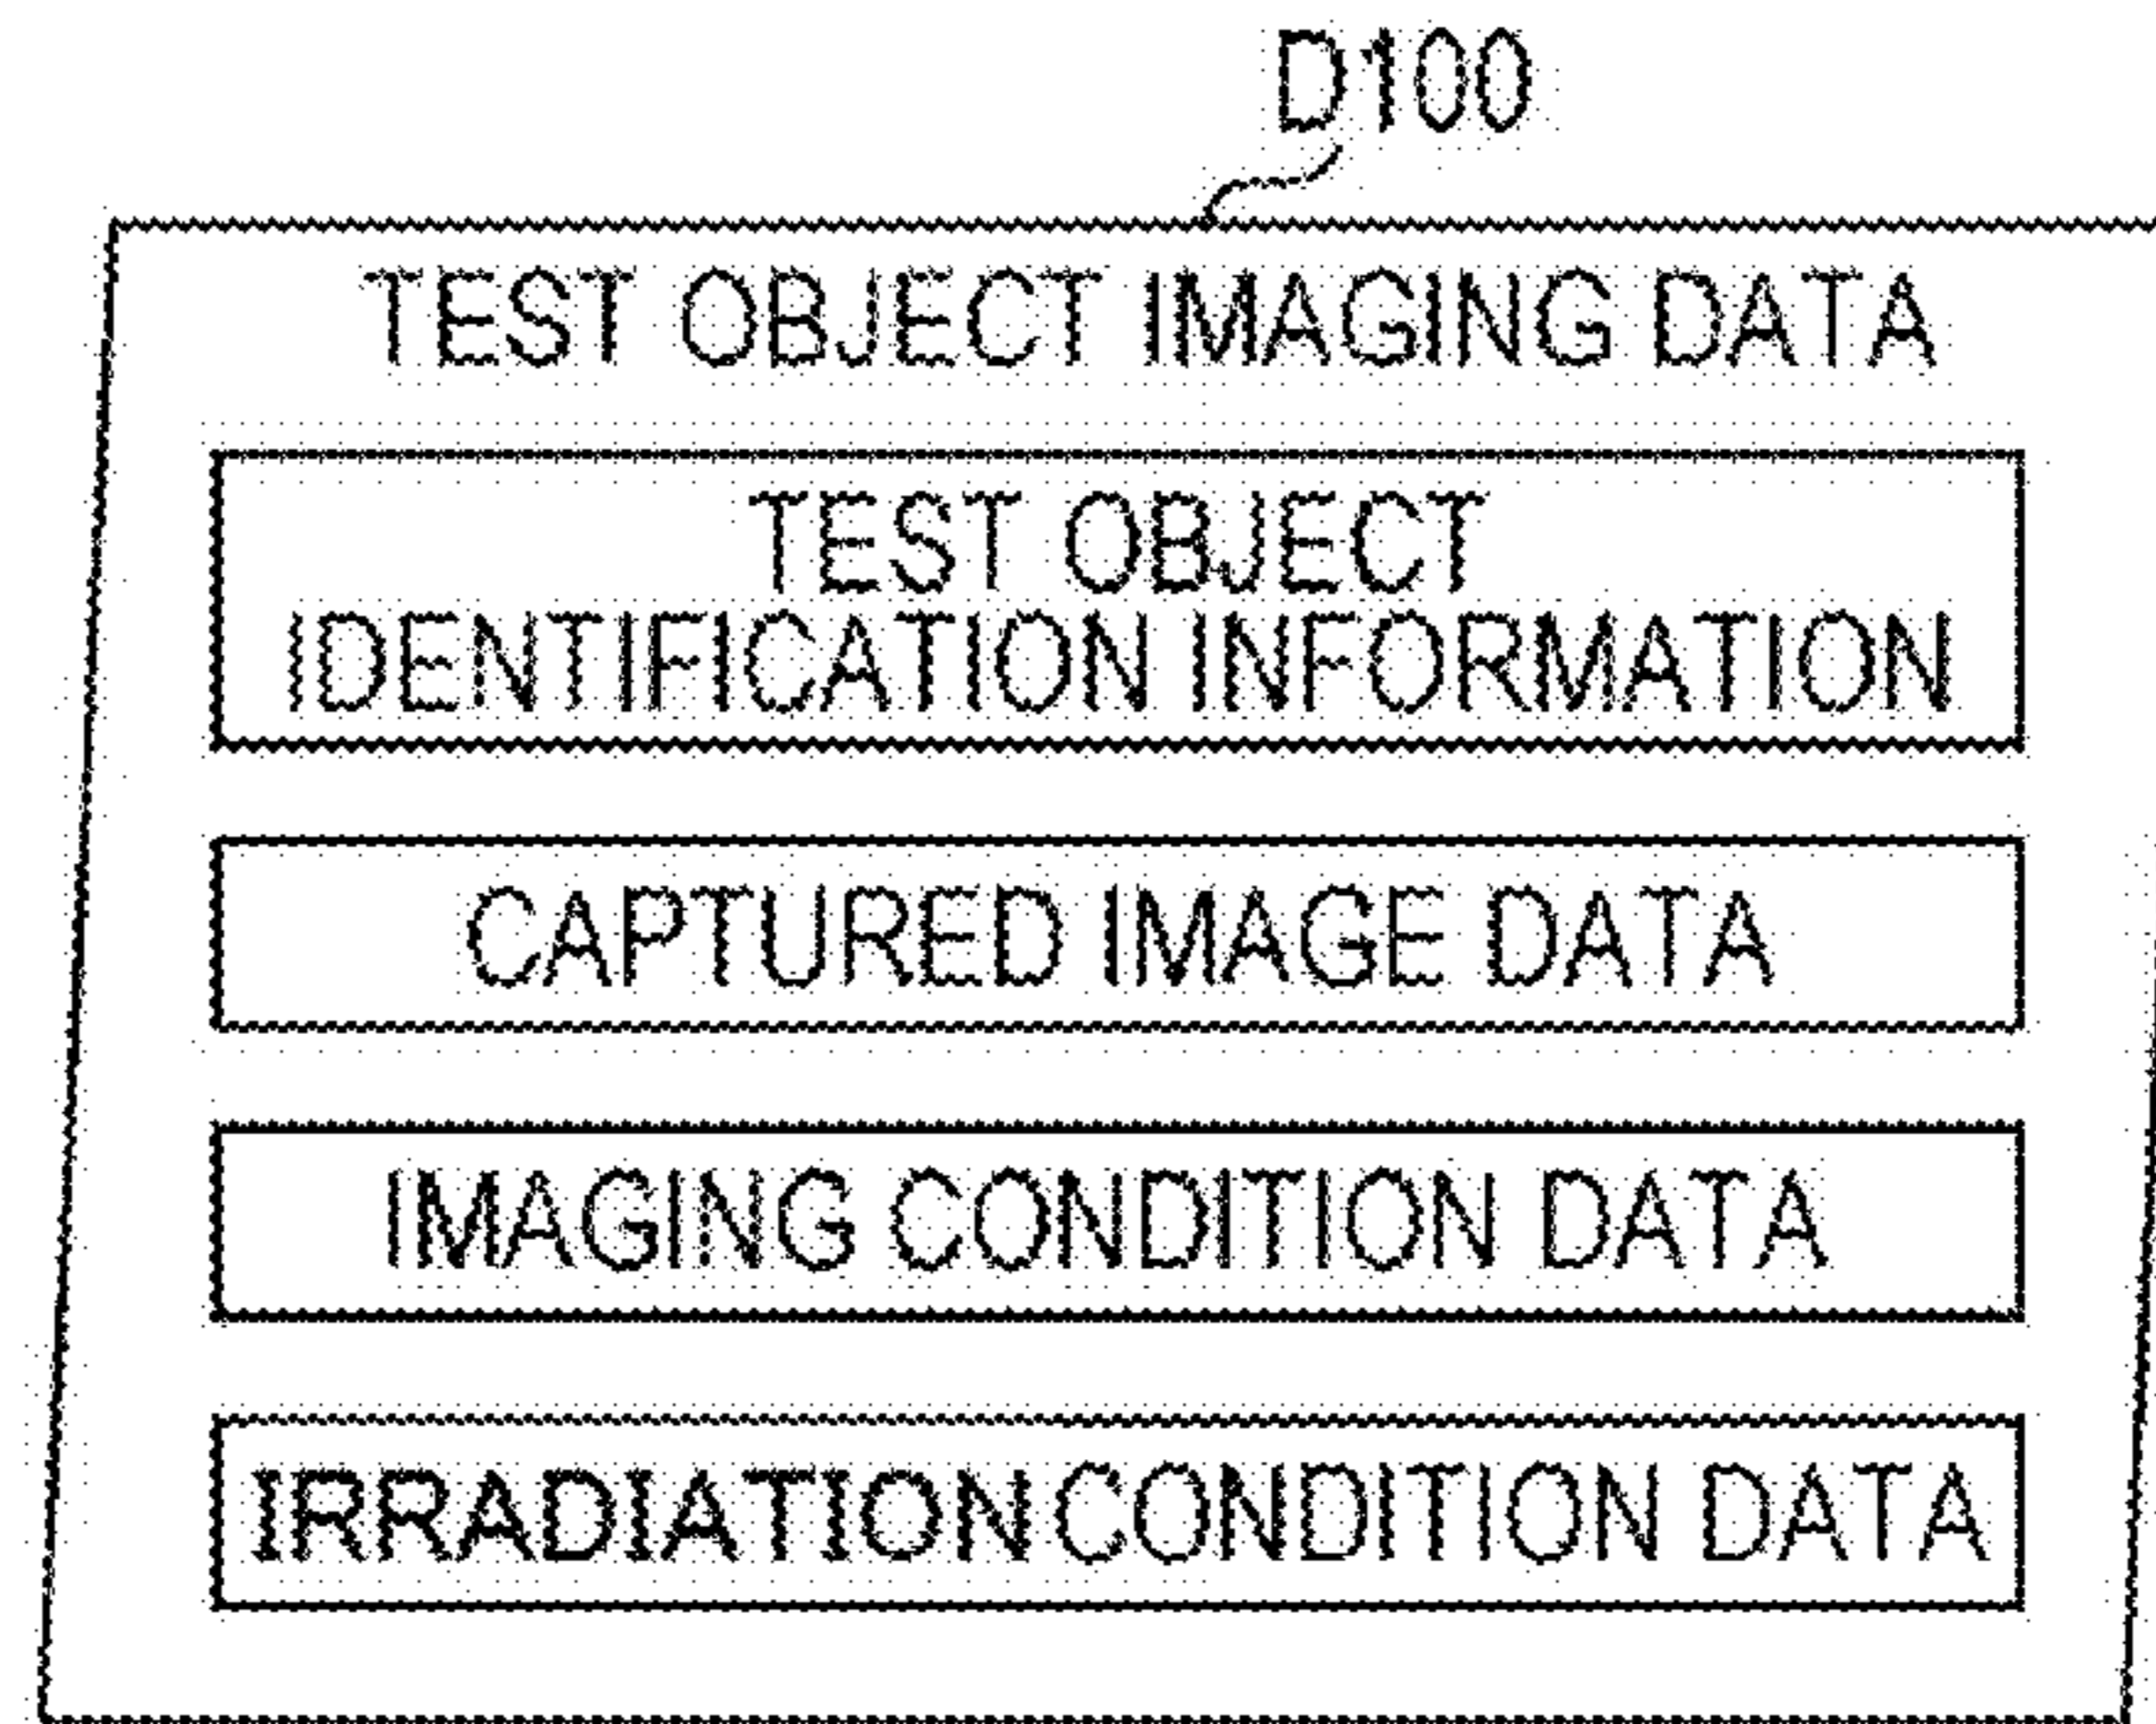 D100
TEST OBJECT IMAGING DATA
TEST OBJECT
IDENTIFICATION INFORMATION
CAPTURED IMAGE DATA
IMAGING CONDITION DATA
IRRADIATION CONDITION DATA